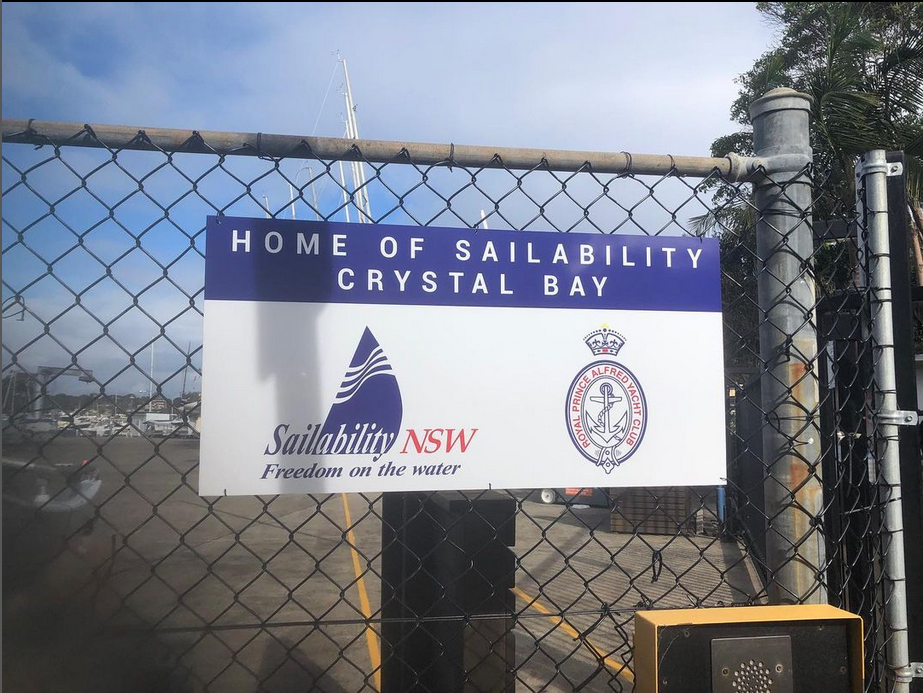 HOME OF SAILABILITY
CRYSTAL BAY
Sailability NSW
Freedom on the water
ROYAL PRINCE ALFRED YACHT CLUB